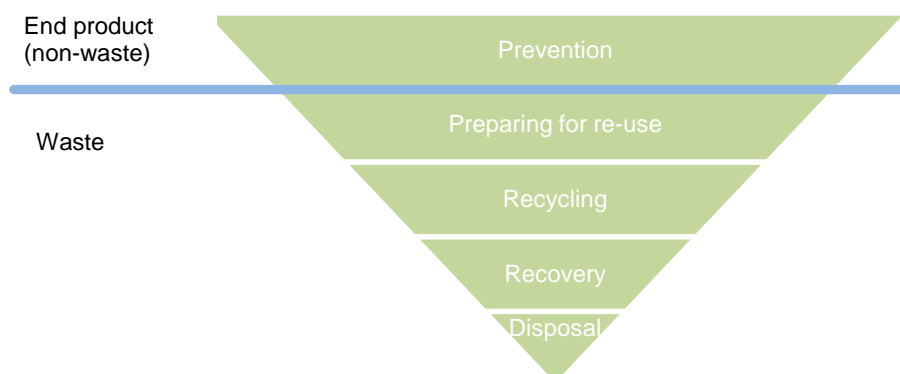 End product
(non-waste)
Prevention
Preparing for re-use
Waste
Recycling
Recovery
Disposal